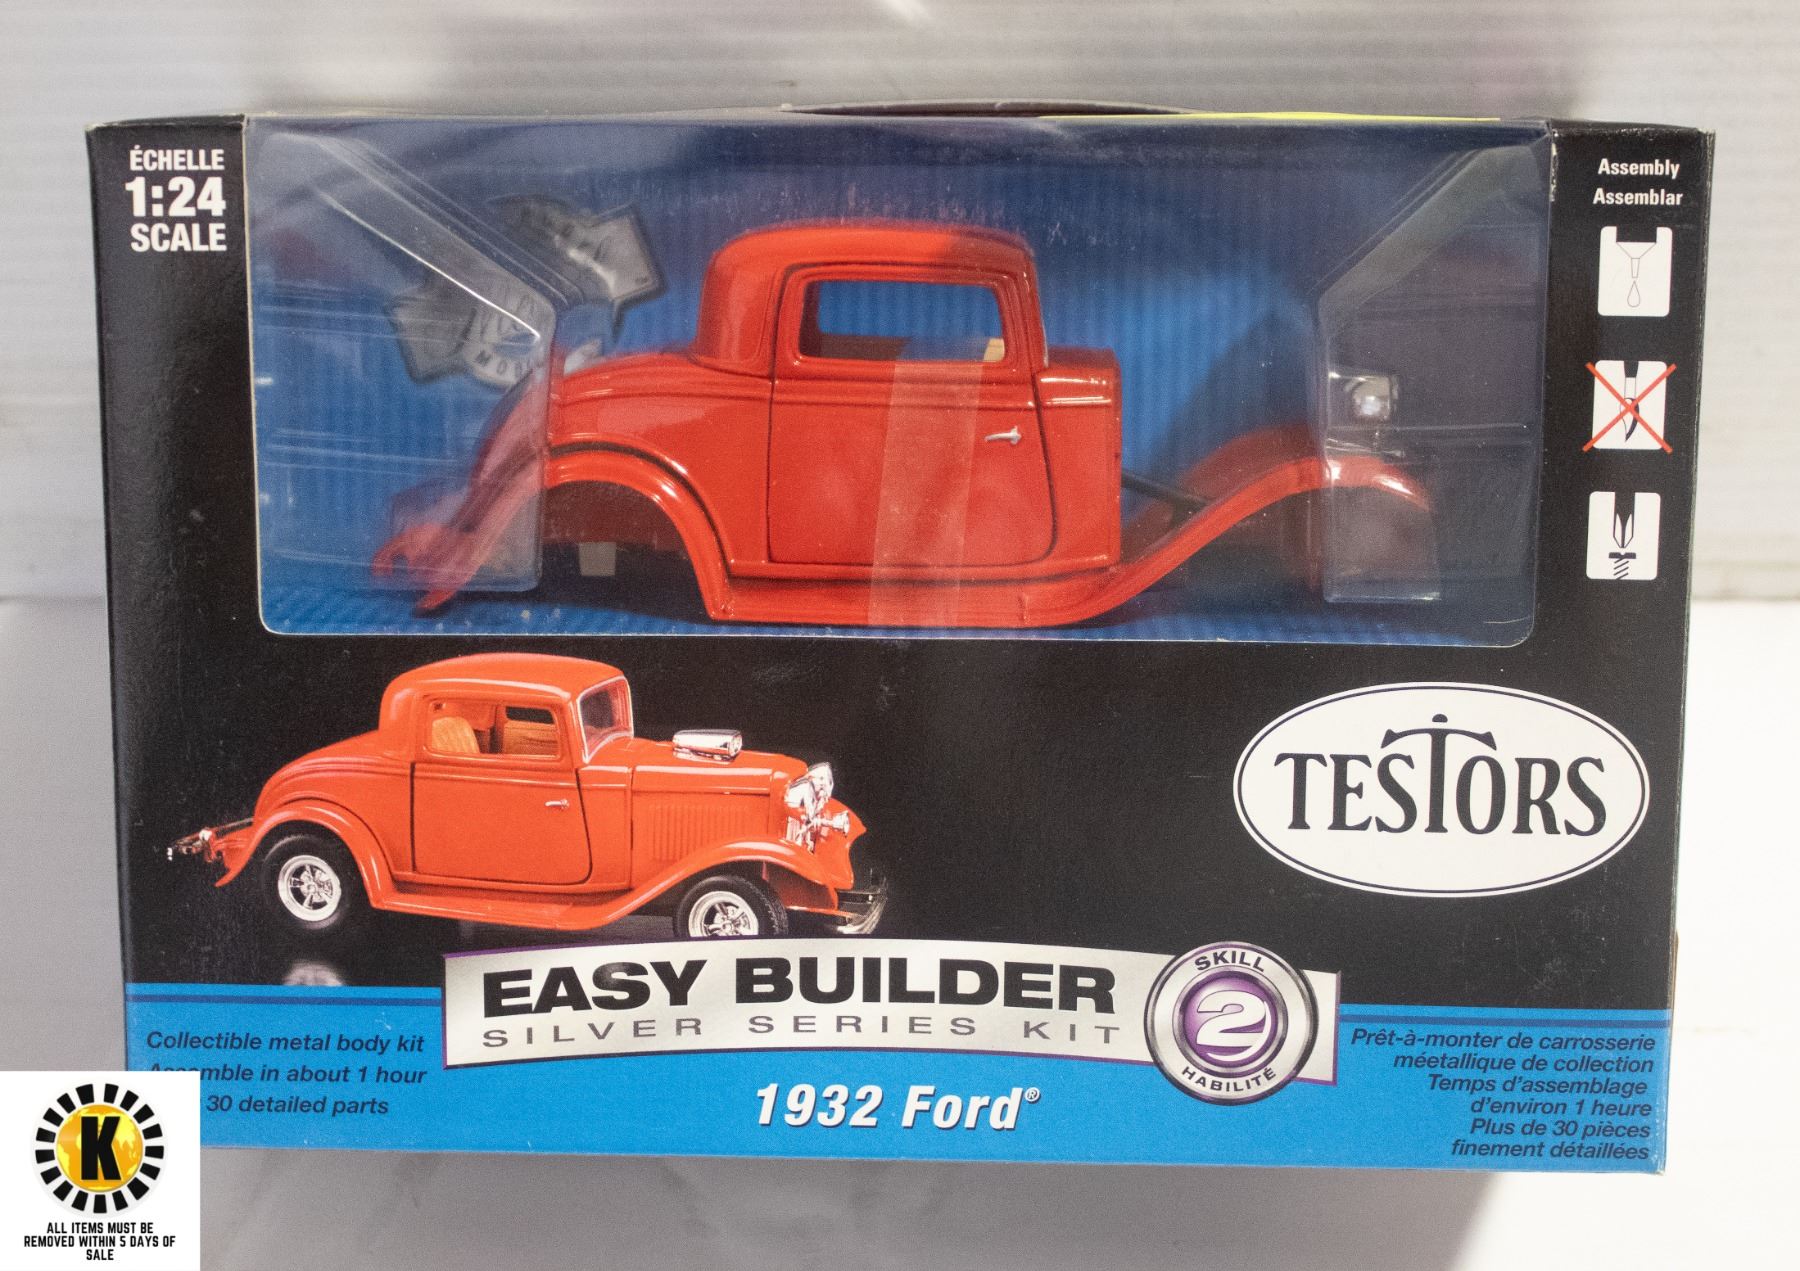 ÉCHELLE
1:24
SCALE
Assembly
Assemblar
MOB
TESTORS
EASY BUILDER
SILVER SERIES KIT
SKILL
2
HABILITÉ
1932 Ford®
Collectible metal body kit
Assemble in about 1 hour
30 detailed parts
Prêt-à-monter de carrosserie
méetallique de collection
Temps d'assemblage
d'environ 1 heure
Plus de 30 pièces
finement détaillées
K
ALL ITEMS MUST BE
REMOVED WITHIN 5 DAYS OF
SALE